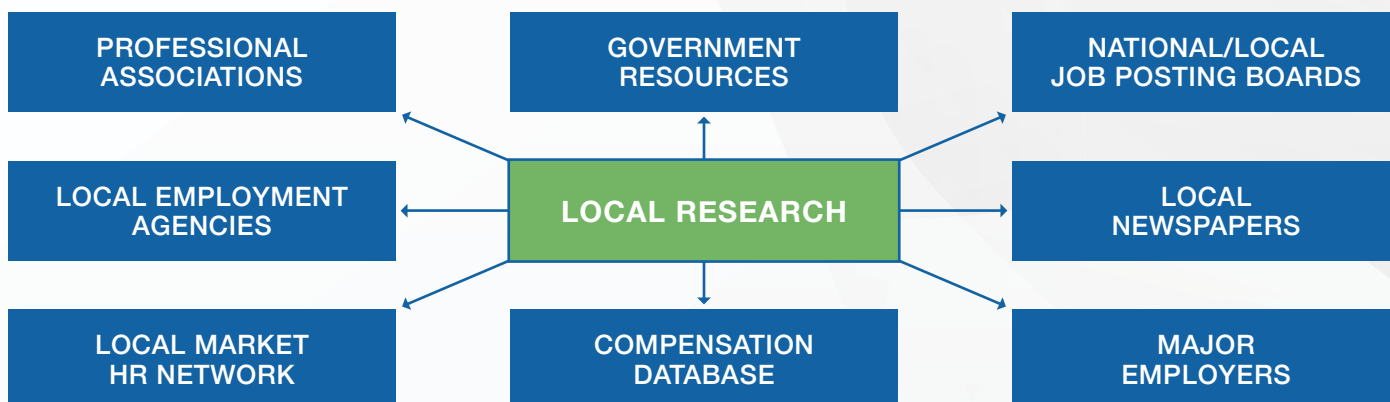 PROFESSIONAL
ASSOCIATIONS
GOVERNMENT
RESOURCES
NATIONAL/LOCAL
JOB POSTING BOARDS
LOCAL EMPLOYMENT
AGENCIES
LOCAL RESEARCH
LOCAL
NEWSPAPERS
LOCAL MARKET
HR NETWORK
COMPENSATION
DATABASE
MAJOR
EMPLOYERS